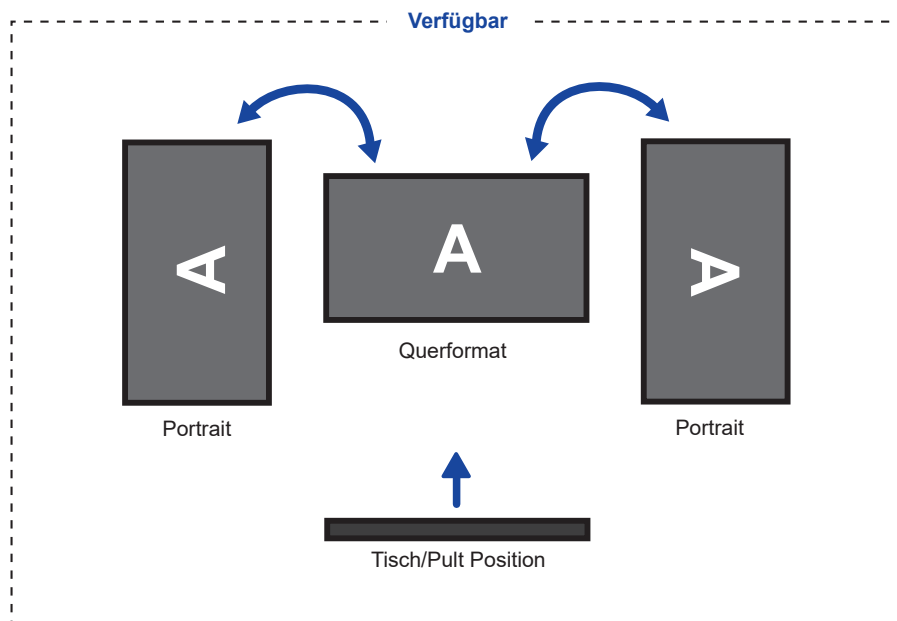 Verfügbar
A
A
A
Querformat
Portrait
Portrait
Tisch/Pult Position